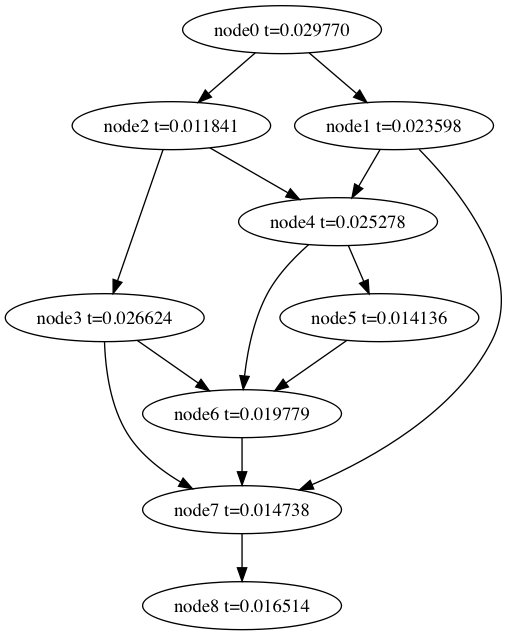 node0 t=0.029770
node2 t=0.011841
node1 t=0.023598
node4 t=0.025278
node3 t=0.026624
node5 t=0.014136
node6 t=0.019779
node7 t=0.014738
node8 t=0.016514